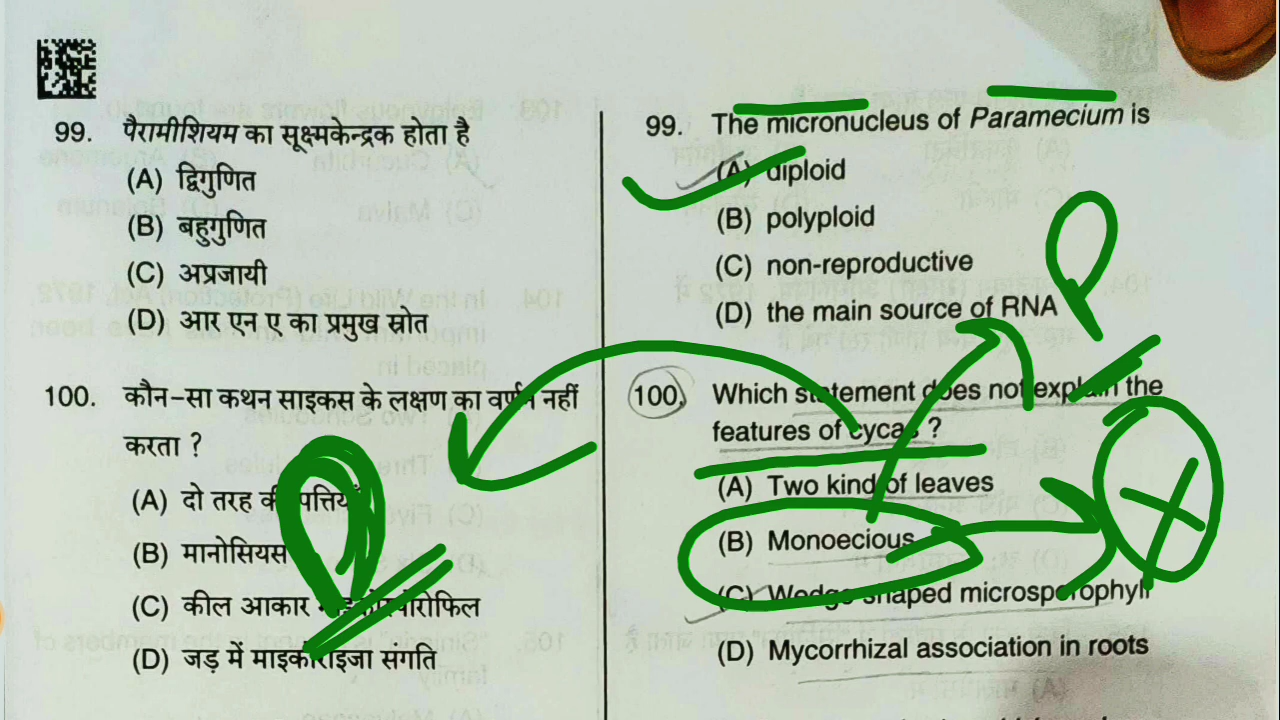 99. पैरामीशियम का सूक्ष्मकेन्द्रक होता है
(A) द्विगुणित
(B) बहुगुणित
(C) अप्रजायी
(D) आर एन ए का प्रमुख स्रोत
100. कौन-सा कथन साइकस के लक्षण का वर्णन नहीं
करता ?
(A) दो तरह की
(B) मानोसियस
(C) कील आकार
(D) जड़ में माइकोराइजा संगति
99. The micronucleus of Paramecium is
(A) diploid
(B) polyploid
(C) non-reproductive
(D) the main source of RNA
100. Which statement does not explain the
features of cycas ?
(A) Two kind of leaves
(B) Monoecious
(C) Wedge shaped microsporophyll
(D) Mycorrhizal association in roots